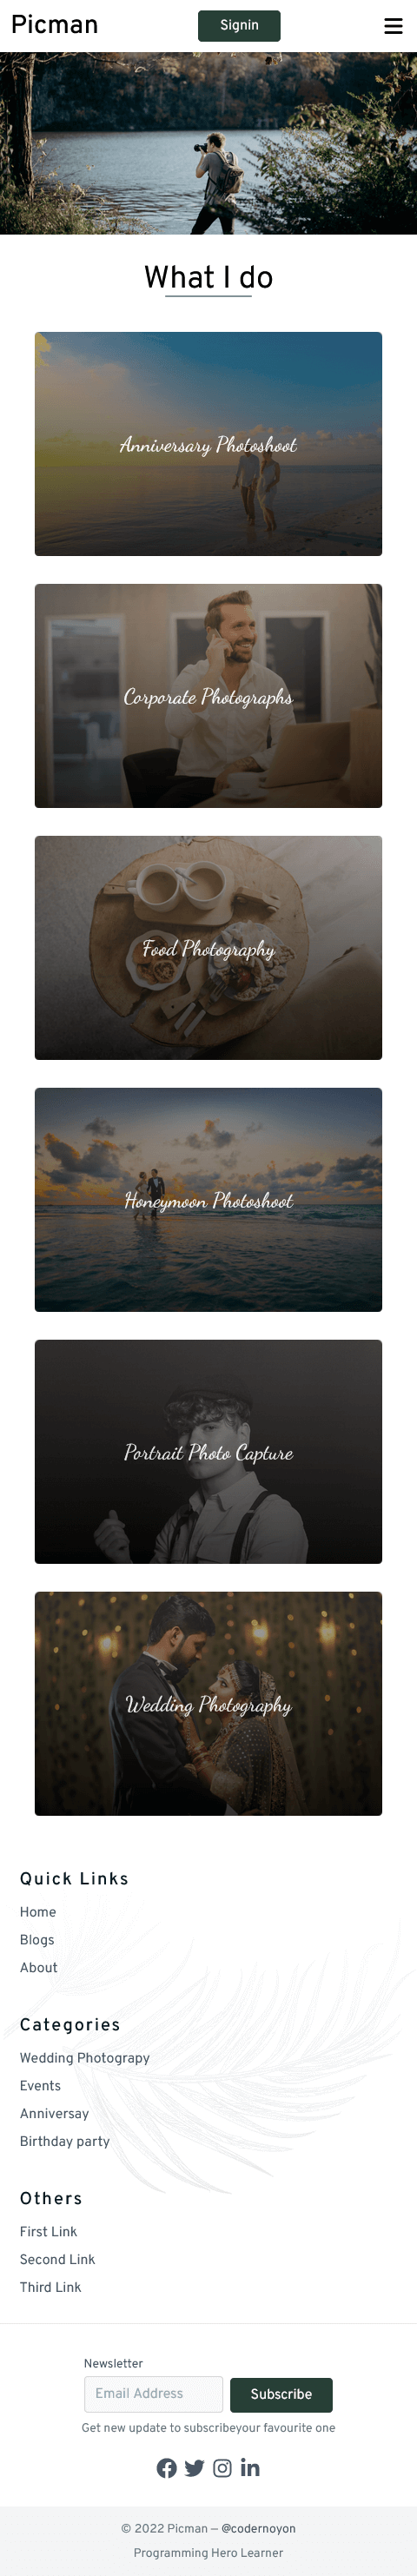 Picman
Signin
What I do
Anniversary Photoshoot
Corporate Photographs
Food Photography
Honeymoon Photoshoot
Portrait Photo Capture
Wedding Photography
Quick Links
Home
Blogs
About
Categories
Wedding Photograpy
Events
Anniversay
Birthday party
Others
First Link
Second Link
Third Link
Newsletter
Email Address
Subscribe
Get new update to subscribeyour favourite one
© 2022 Picman — @codernoyon
Programming Hero Learner